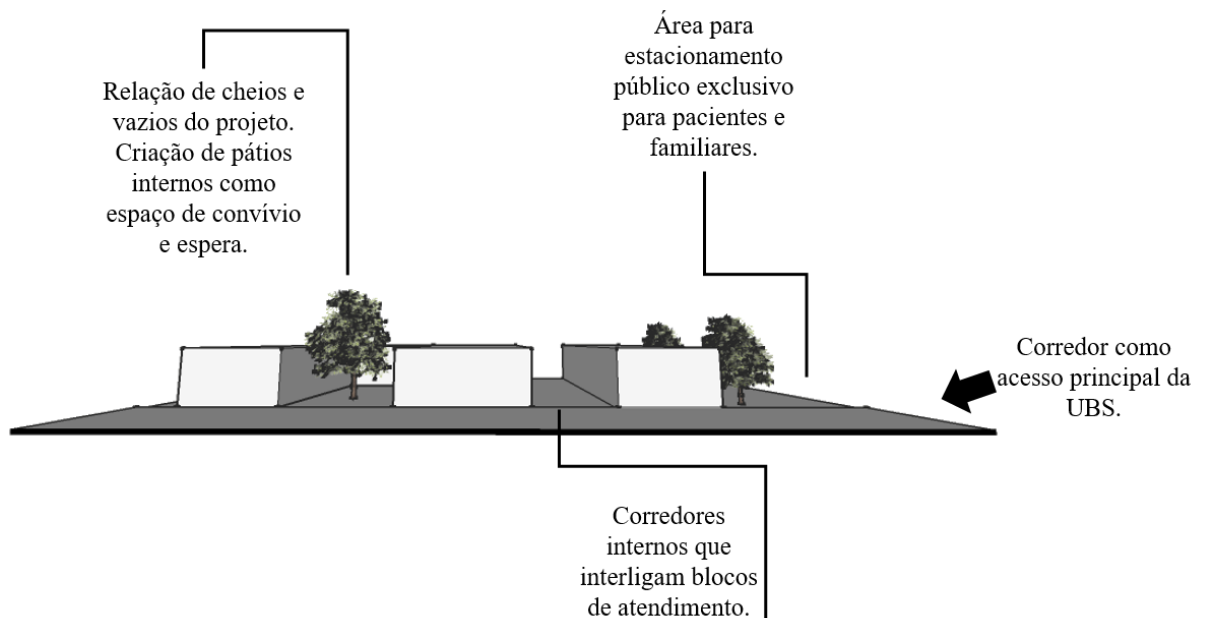 Relação de cheios e
vazios do projeto.
Criação de pátios
internos como
espaço de convívio
e espera.
Área para
estacionamento
público exclusivo
para pacientes e
familiares.
Corredor como
acesso principal da
UBS.
Corredores
internos que
interligam blocos
de atendimento.